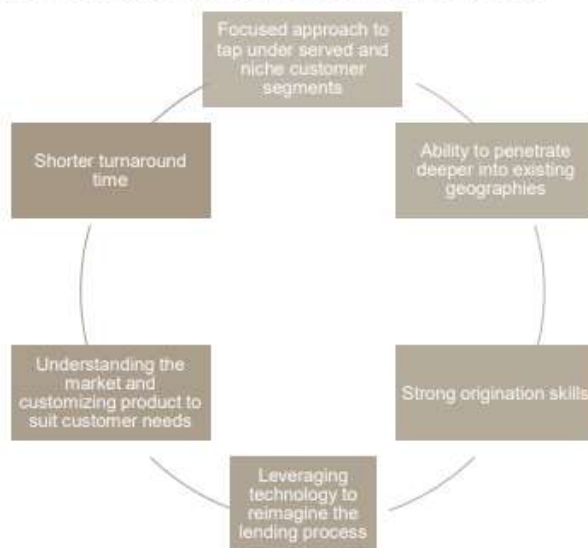 Focused approach to
tap under served and
niche customer
segments
Ability to penetrate
deeper into existing
geographies
Strong origination skills
Leveraging
technology to
reimagine the
lending process
Understanding the
market and
customizing product to
suit customer needs
Shorter turnaround
time